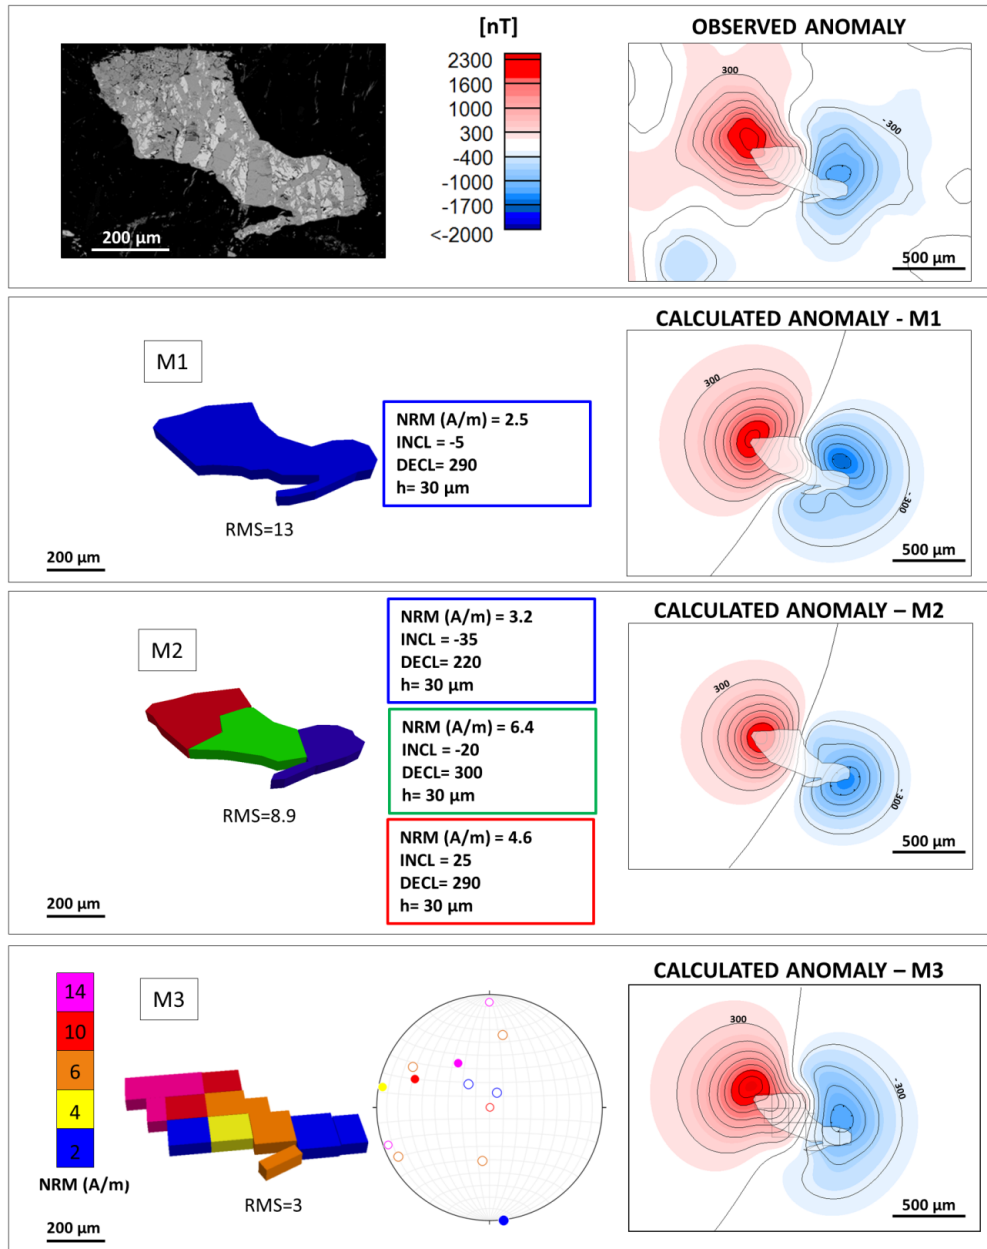 [nT]
OBSERVED ANOMALY
2300
1600
1000
300
-400
-1000
-1700
<-2000
200 µm
300
- 300
500 µm
CALCULATED ANOMALY - M1
M1
NRM (A/m) = 2.5
INCL = -5
DECL= 290
h= 30 µm
RMS=13
200 µm
300
- 300
500 µm
CALCULATED ANOMALY – M2
M2
NRM (A/m) = 3.2
INCL = -35
DECL= 220
h= 30 µm
NRM (A/m) = 6.4
INCL = -20
DECL= 300
h= 30 µm
NRM (A/m) = 4.6
INCL = 25
DECL= 290
h= 30 µm
RMS=8.9
200 µm
300
- 300
500 µm
CALCULATED ANOMALY – M3
M3
14
10
6
4
2
NRM (A/m)
RMS=3
200 µm
300
- 300
500 µm